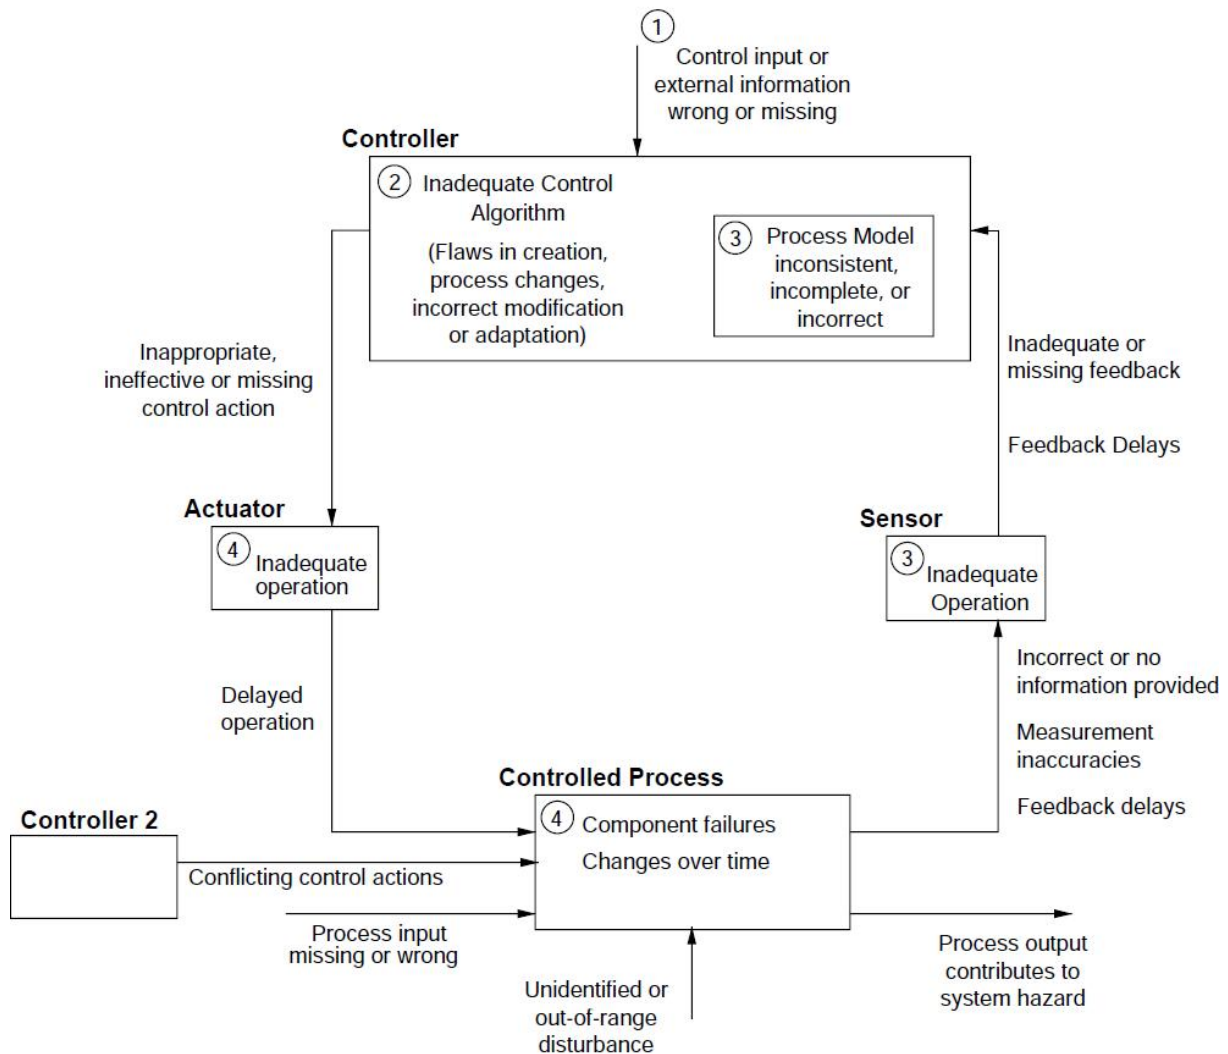 1
Control input or
external information
wrong or missing
Controller
2
Inadequate Control
Algorithm
(Flaws in creation,
process changes,
incorrect modification
or adaptation)
3
Process Model
inconsistent,
incomplete, or
incorrect
Inappropriate,
ineffective or missing
control action
Inadequate or
missing feedback
Feedback Delays
Actuator
4
Inadequate
operation
Sensor
3
Inadequate
Operation
Delayed
operation
Incorrect or no
information provided
Measurement
inaccuracies
Feedback delays
Controlled Process
4
Component failures
Changes over time
Controller 2
Conflicting control actions
Process input
missing or wrong
Unidentified or
out-of-range
disturbance
Process output
contributes to
system hazard